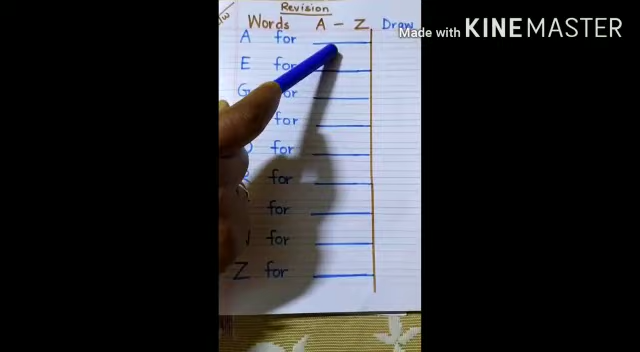 Revision
Words A - Z Draw
Made with KINEMASTER
A for
E for
G for
for
for
for
for
for
Z for